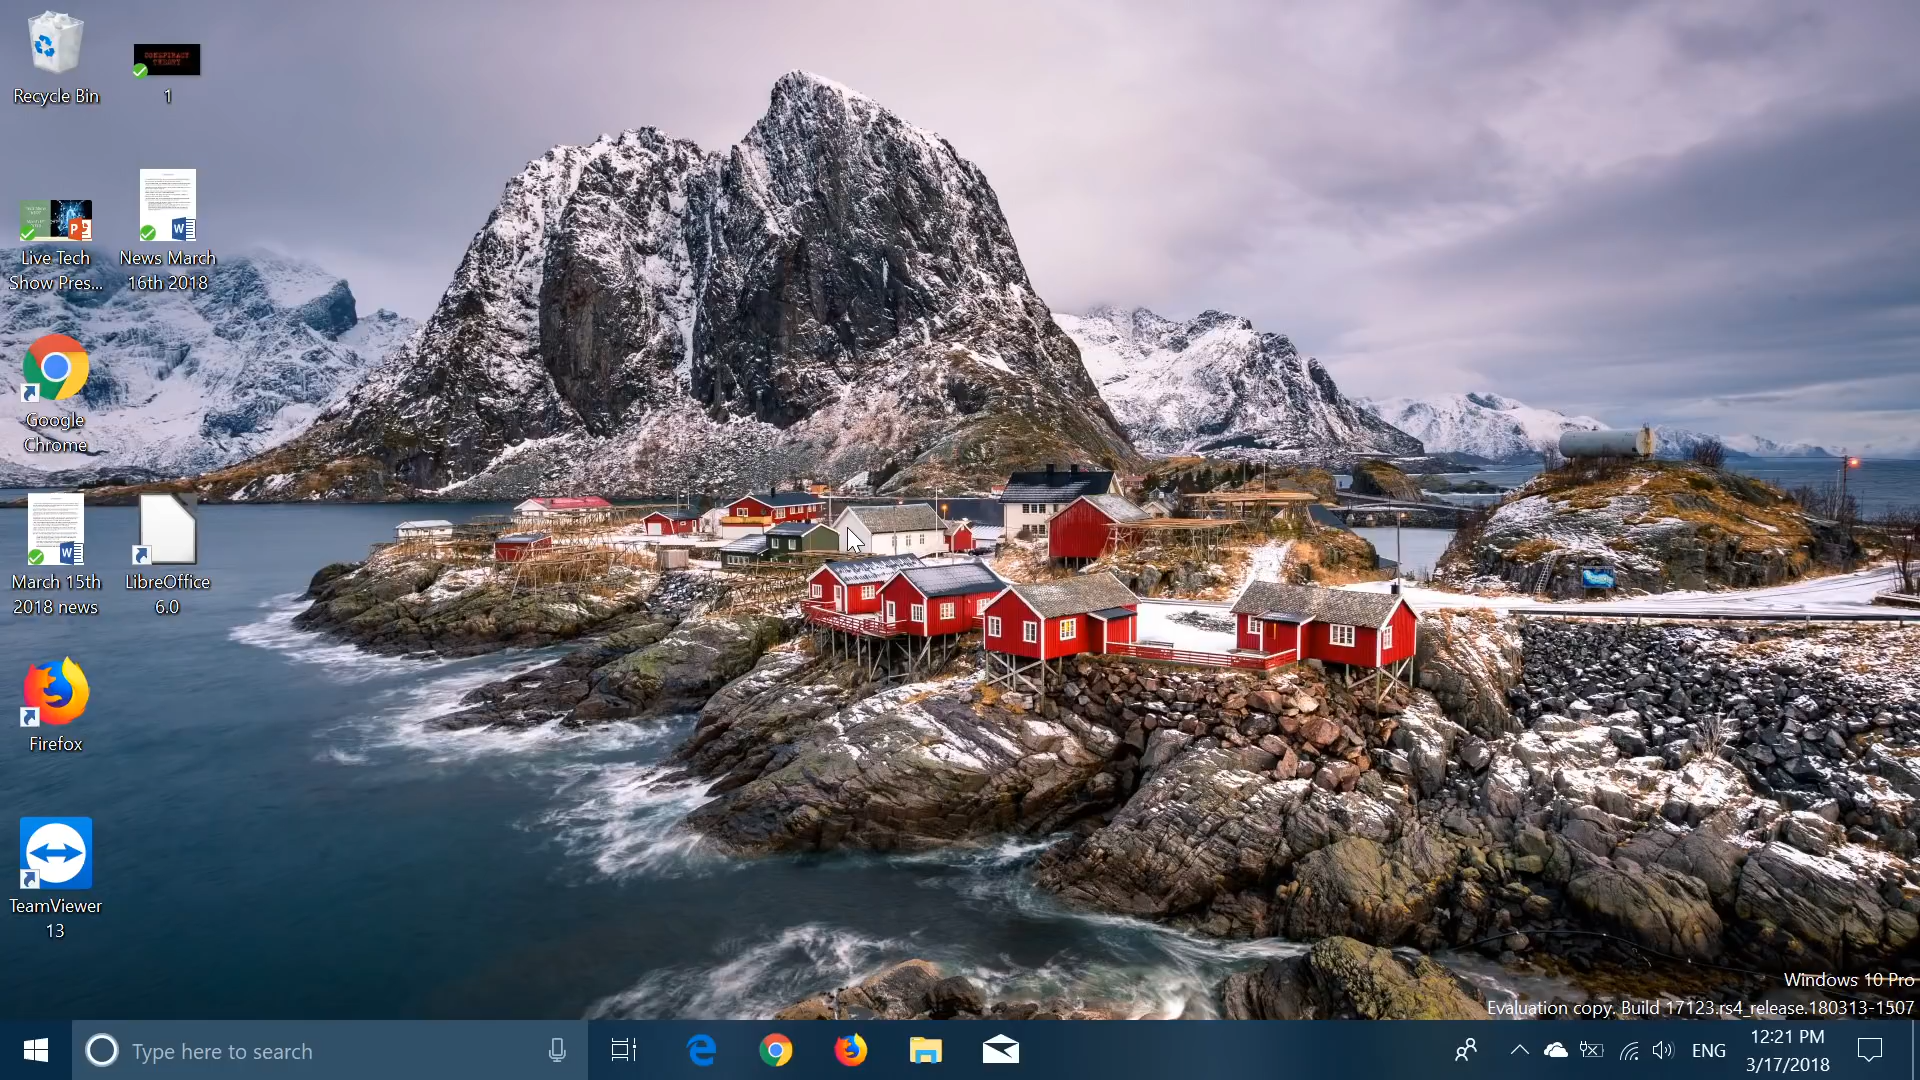 Recycle Bin
CONSPIRACY
THEORY
1
Live Tech
Show Pres...
News March
16th 2018
Google
Chrome
March 15th
2018 news
LibreOffice
6.0
Firefox
TeamViewer
13
Windows 10 Pro
Evaluation copy. Build 17123.rs4_release.180313-1507
Type here to search
ENG
12:21 PM
3/17/2018